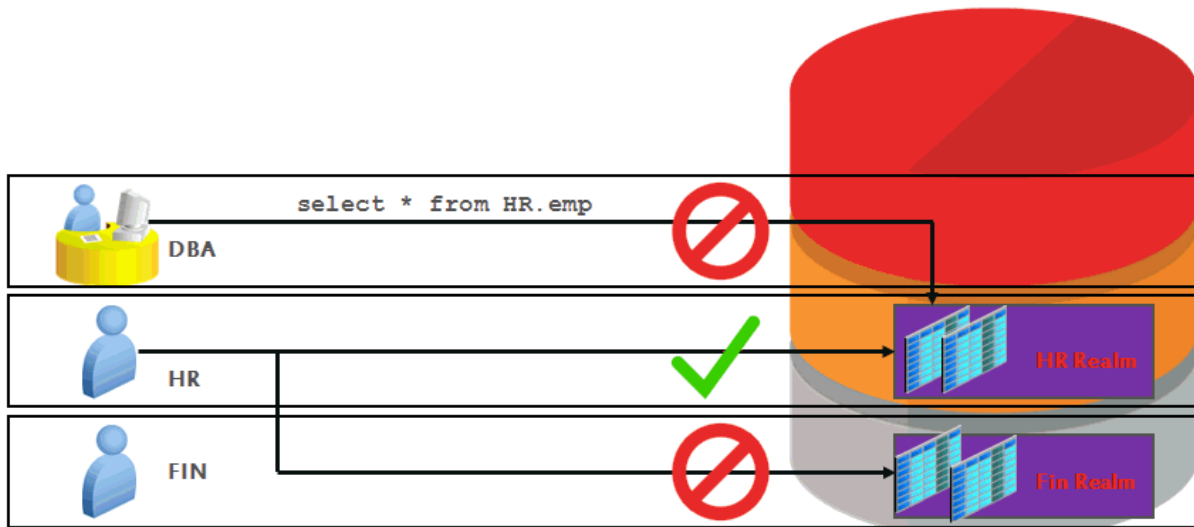 select * from HR.emp
DBA
HR
HR Realm
FIN
Fin Realm